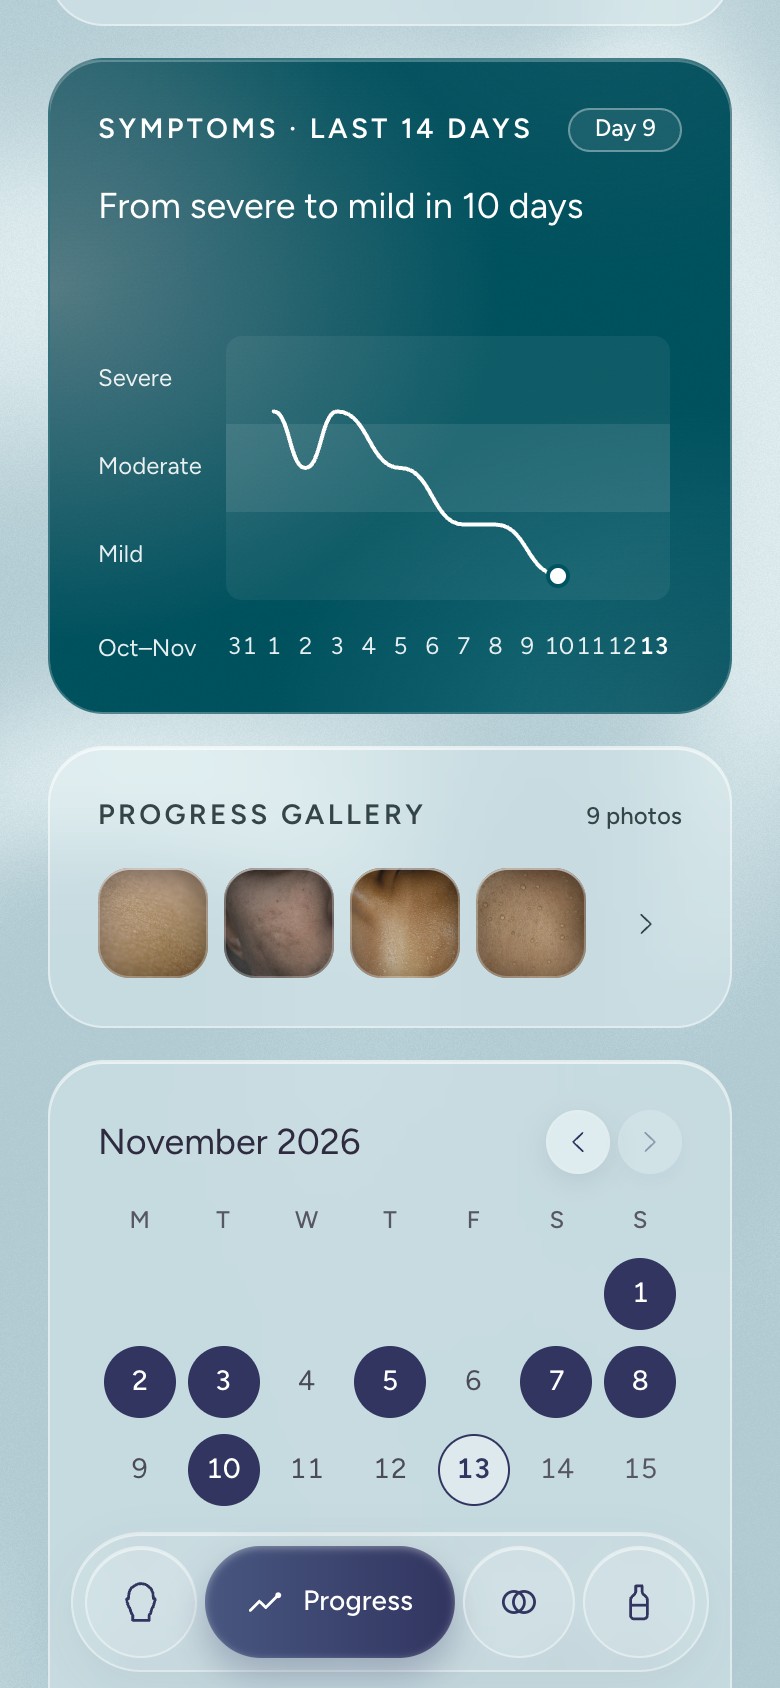 SYMPTOMS · LAST 14 DAYS Day 9
From severe to mild in 10 days
Severe
Moderate
Mild
Oct–Nov 31 1 2 3 4 5 6 7 8 9 10 11 12 13
PROGRESS GALLERY 9 photos
November 2026
M T W T F S S
1
2 3 4 5 6 7 8
9 10 11 12 13 14 15
Progress